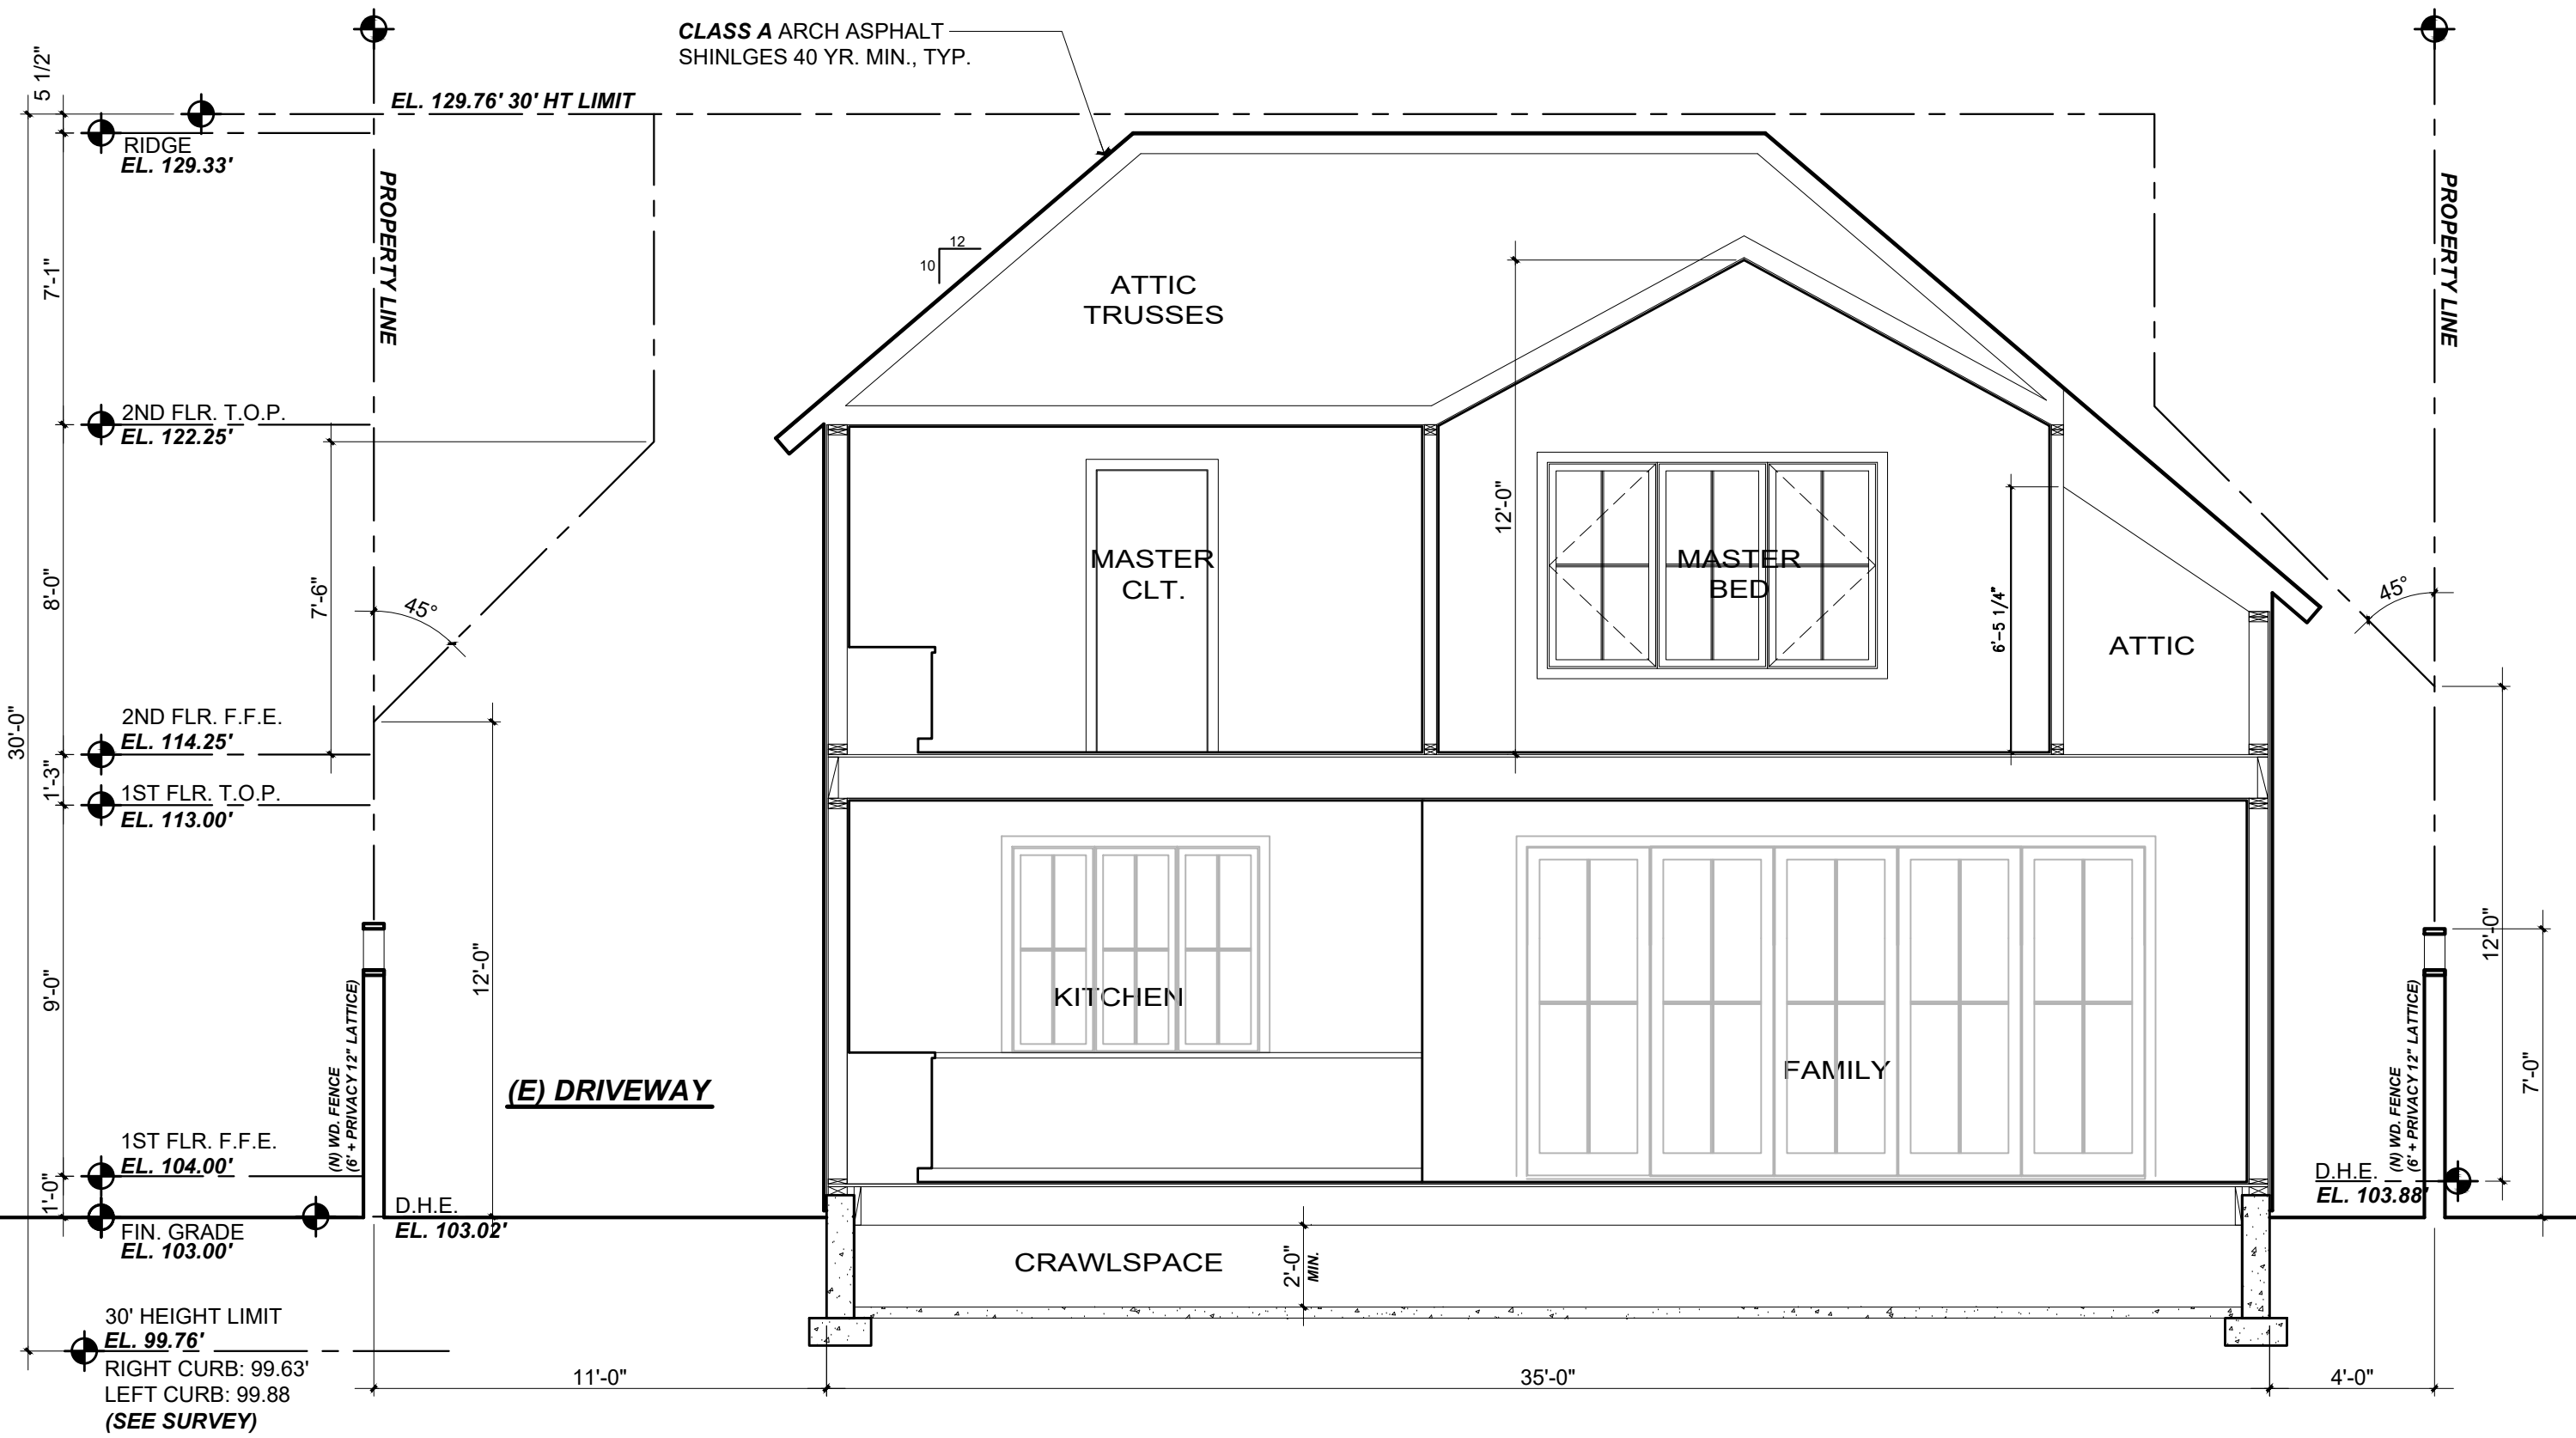 CLASS A ARCH ASPHALT
SHINLGES 40 YR. MIN., TYP.
5 1/2"
EL. 129.76' 30' HT LIMIT
RIDGE
EL. 129.33'
PROPERTY LINE
PROPERTY LINE
12
10
ATTIC
TRUSSES
7'-1"
2ND FLR. T.O.P.
EL. 122.25'
8'-0"
7'-6"
45°
MASTER
CLT.
12'-0"
MASTER
BED
6'-5 1/4"
ATTIC
45°
30'-0"
2ND FLR. F.F.E.
EL. 114.25'
1'-3"
1ST FLR. T.O.P.
EL. 113.00'
9'-0"
12'-0"
KITCHEN
FAMILY
12'-0"
7'-0"
(N) WD. FENCE
(6' + PRIVACY 12" LATTICE)
(E) DRIVEWAY
(N) WD. FENCE
(6' + PRIVACY 12" LATTICE)
1ST FLR. F.F.E.
EL. 104.00'
1'-0"
D.H.E.
EL. 103.02'
D.H.E.
EL. 103.88'
FIN. GRADE
EL. 103.00'
CRAWLSPACE
2'-0"
MIN.
30' HEIGHT LIMIT
EL. 99.76'
RIGHT CURB: 99.63'
LEFT CURB: 99.88
(SEE SURVEY)
11'-0"
35'-0"
4'-0"